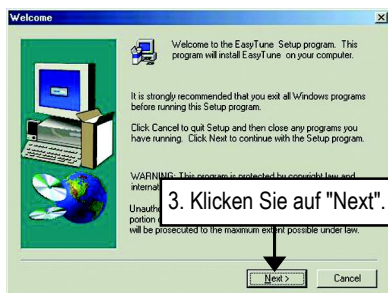 Welcome
Welcome to the EasyTune Setup program. This
program will install EasyTune on your computer.
It is strongly recommended that you exit all Windows programs
before running this Setup program.
Click Cancel to quit Setup and then close any programs you
have running. Click Next to continue with the Setup program.
WARNING: This program is protected by copyright law and
3. Klicken Sie auf "Next".
will be prosecuted to the maximum extent possible under law.
Next >
Cancel